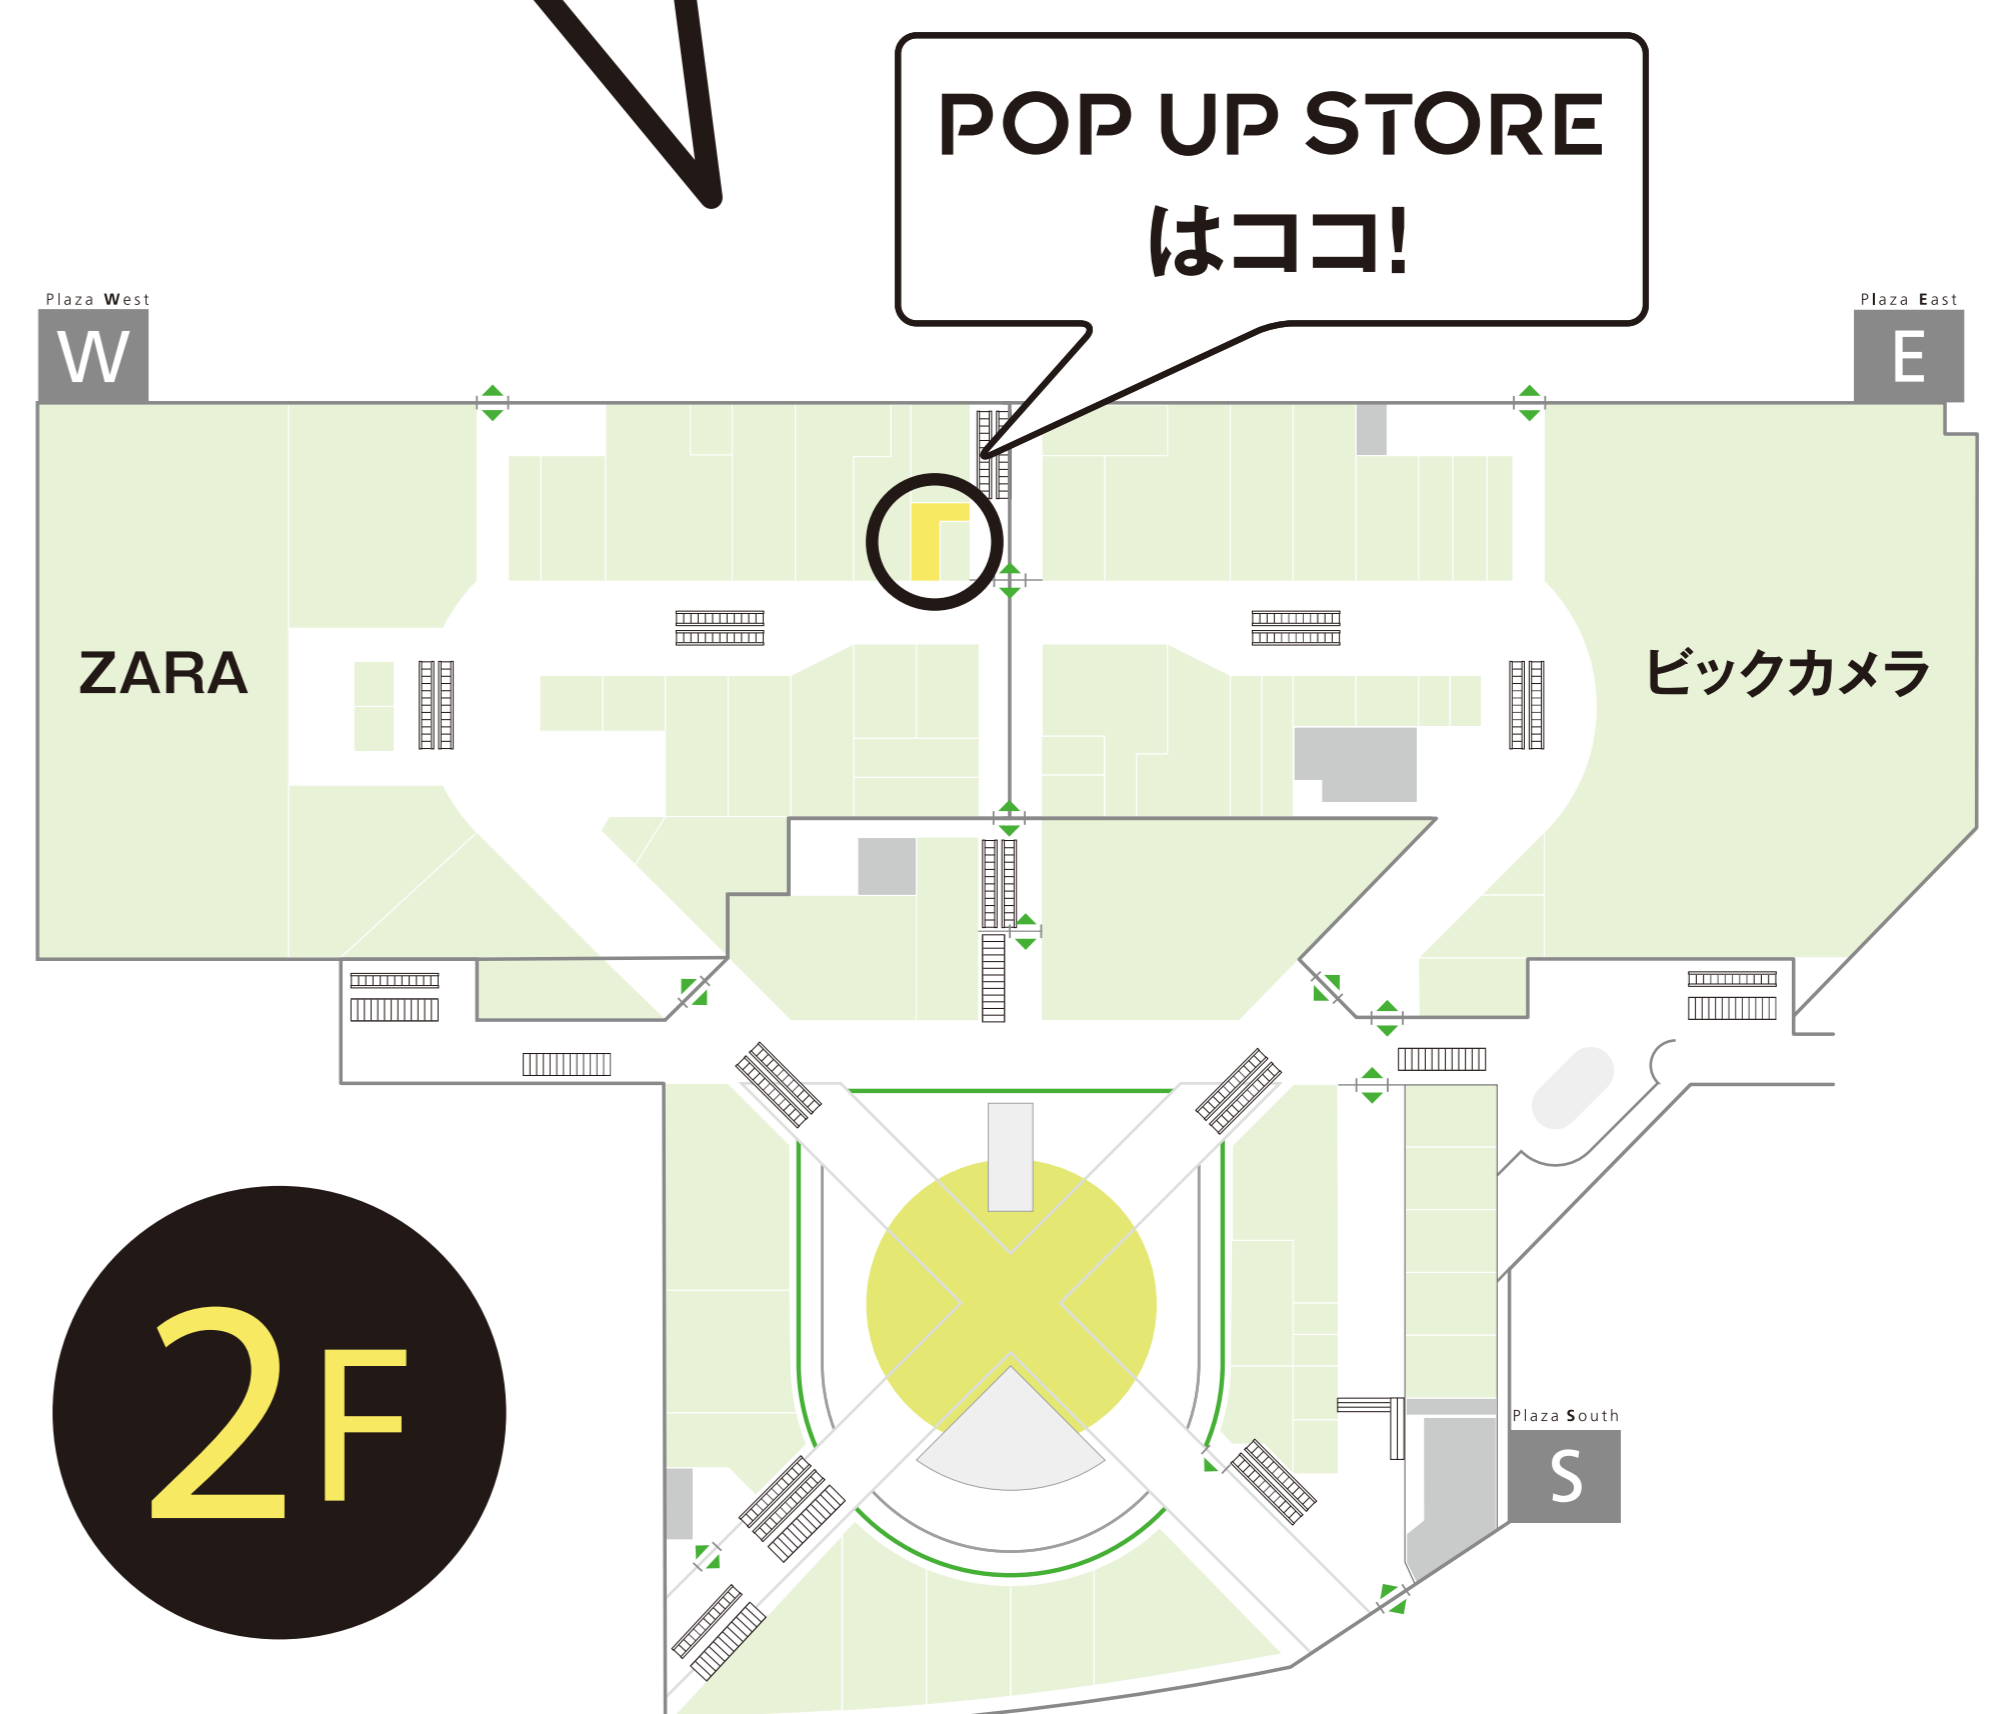 POP UP STORE
はココ!
Plaza West
W
Plaza East
E
ZARA
ビックカメラ
2F
Plaza South
S